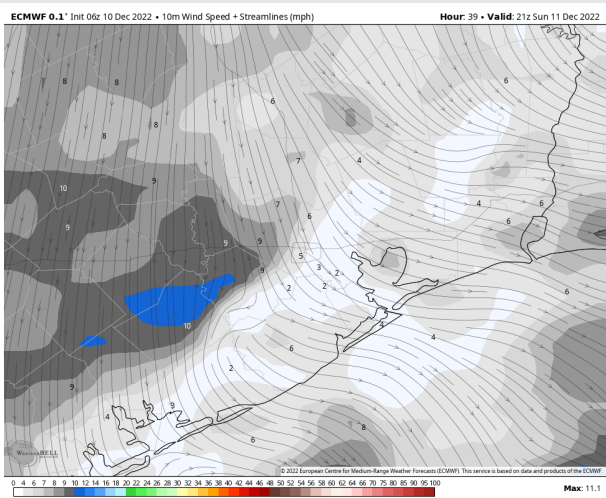 ECMWF 0.1° Init 06z 10 Dec 2022 • 10m Wind Speed + Streamlines (mph)
Hour: 39 • Valid: 21z Sun 11 Dec 2022
8 8 6
6
8
8
7 4
10 9
7 4 6
6 6
9 9 9
5
3 2
9
2 2
6
10 4
4
6
2
9
3
4
8
6
WeatherBELL
© 2022 European Centre for Medium-Range Weather Forecasts (ECMWF). This service is based on data and products of the ECMWF.
0 4 6 7 8 9 10 12 14 16 18 20 22 24 26 28 30 32 34 36 38 40 42 44 46 48 50 52 54 56 58 60 62 64 66 70 75 80 85 90 95 100
Max: 11.1